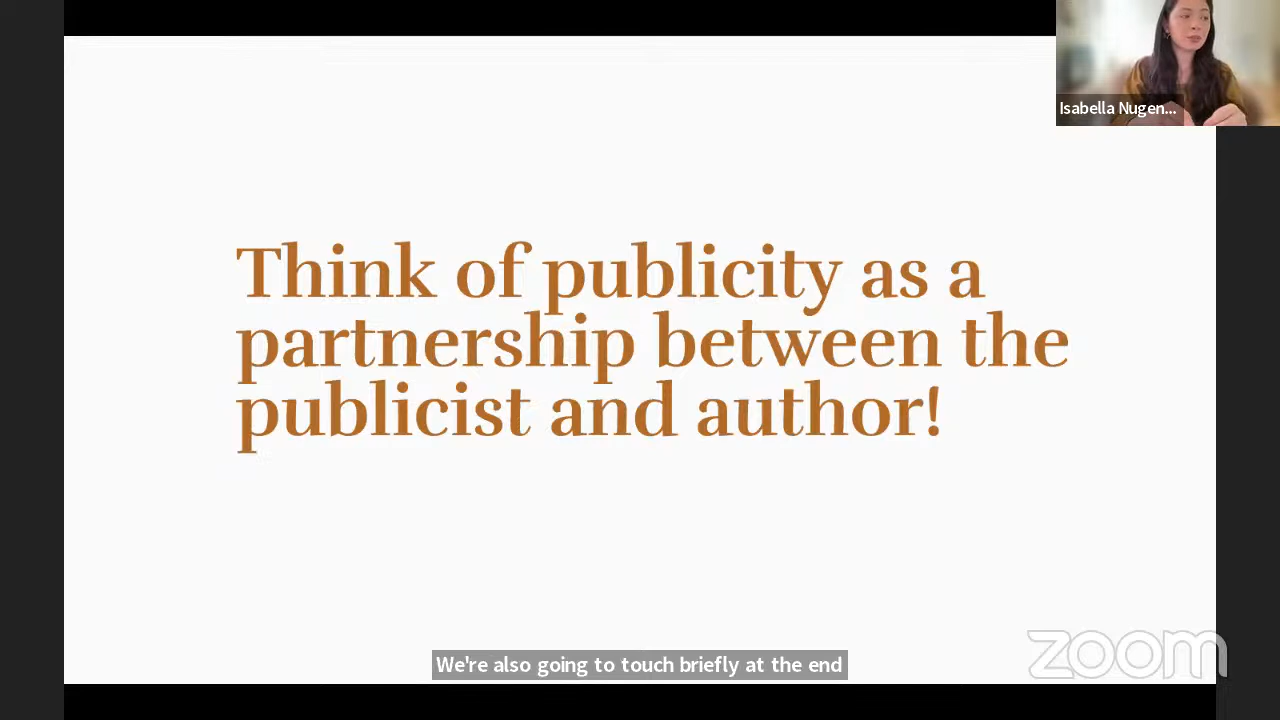 Isabella Nugen...
Think of publicity as a
partnership between the
publicist and author!
We're also going to touch briefly at the end
zoom